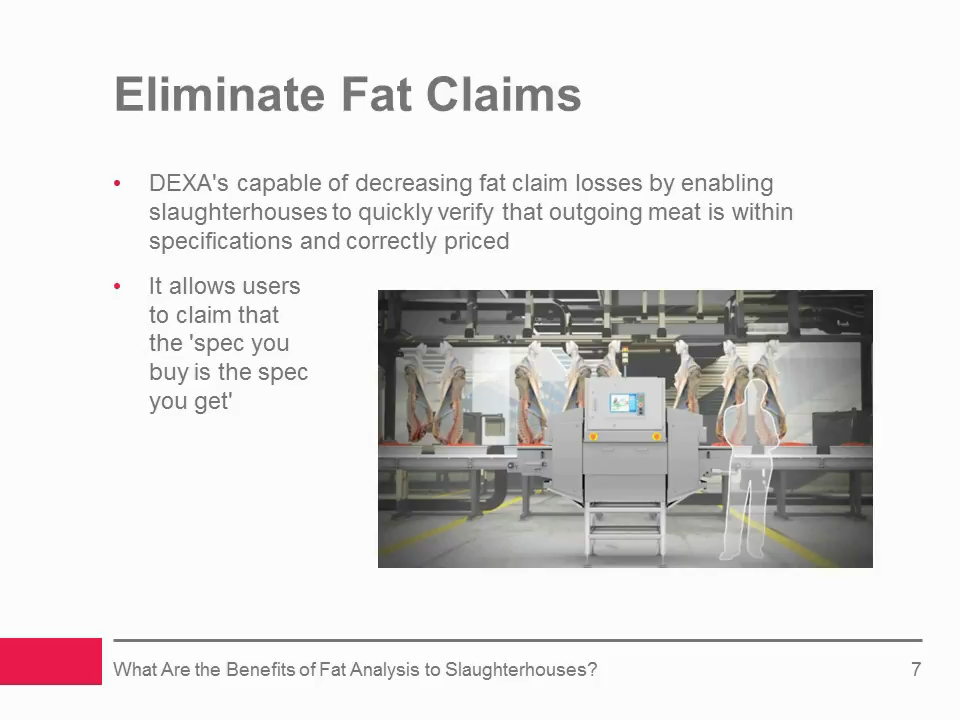 Eliminate Fat Claims
• DEXA's capable of decreasing fat claim losses by enabling
slaughterhouses to quickly verify that outgoing meat is within
specifications and correctly priced
• It allows users
to claim that
the 'spec you
buy is the spec
you get'
What Are the Benefits of Fat Analysis to Slaughterhouses?
7